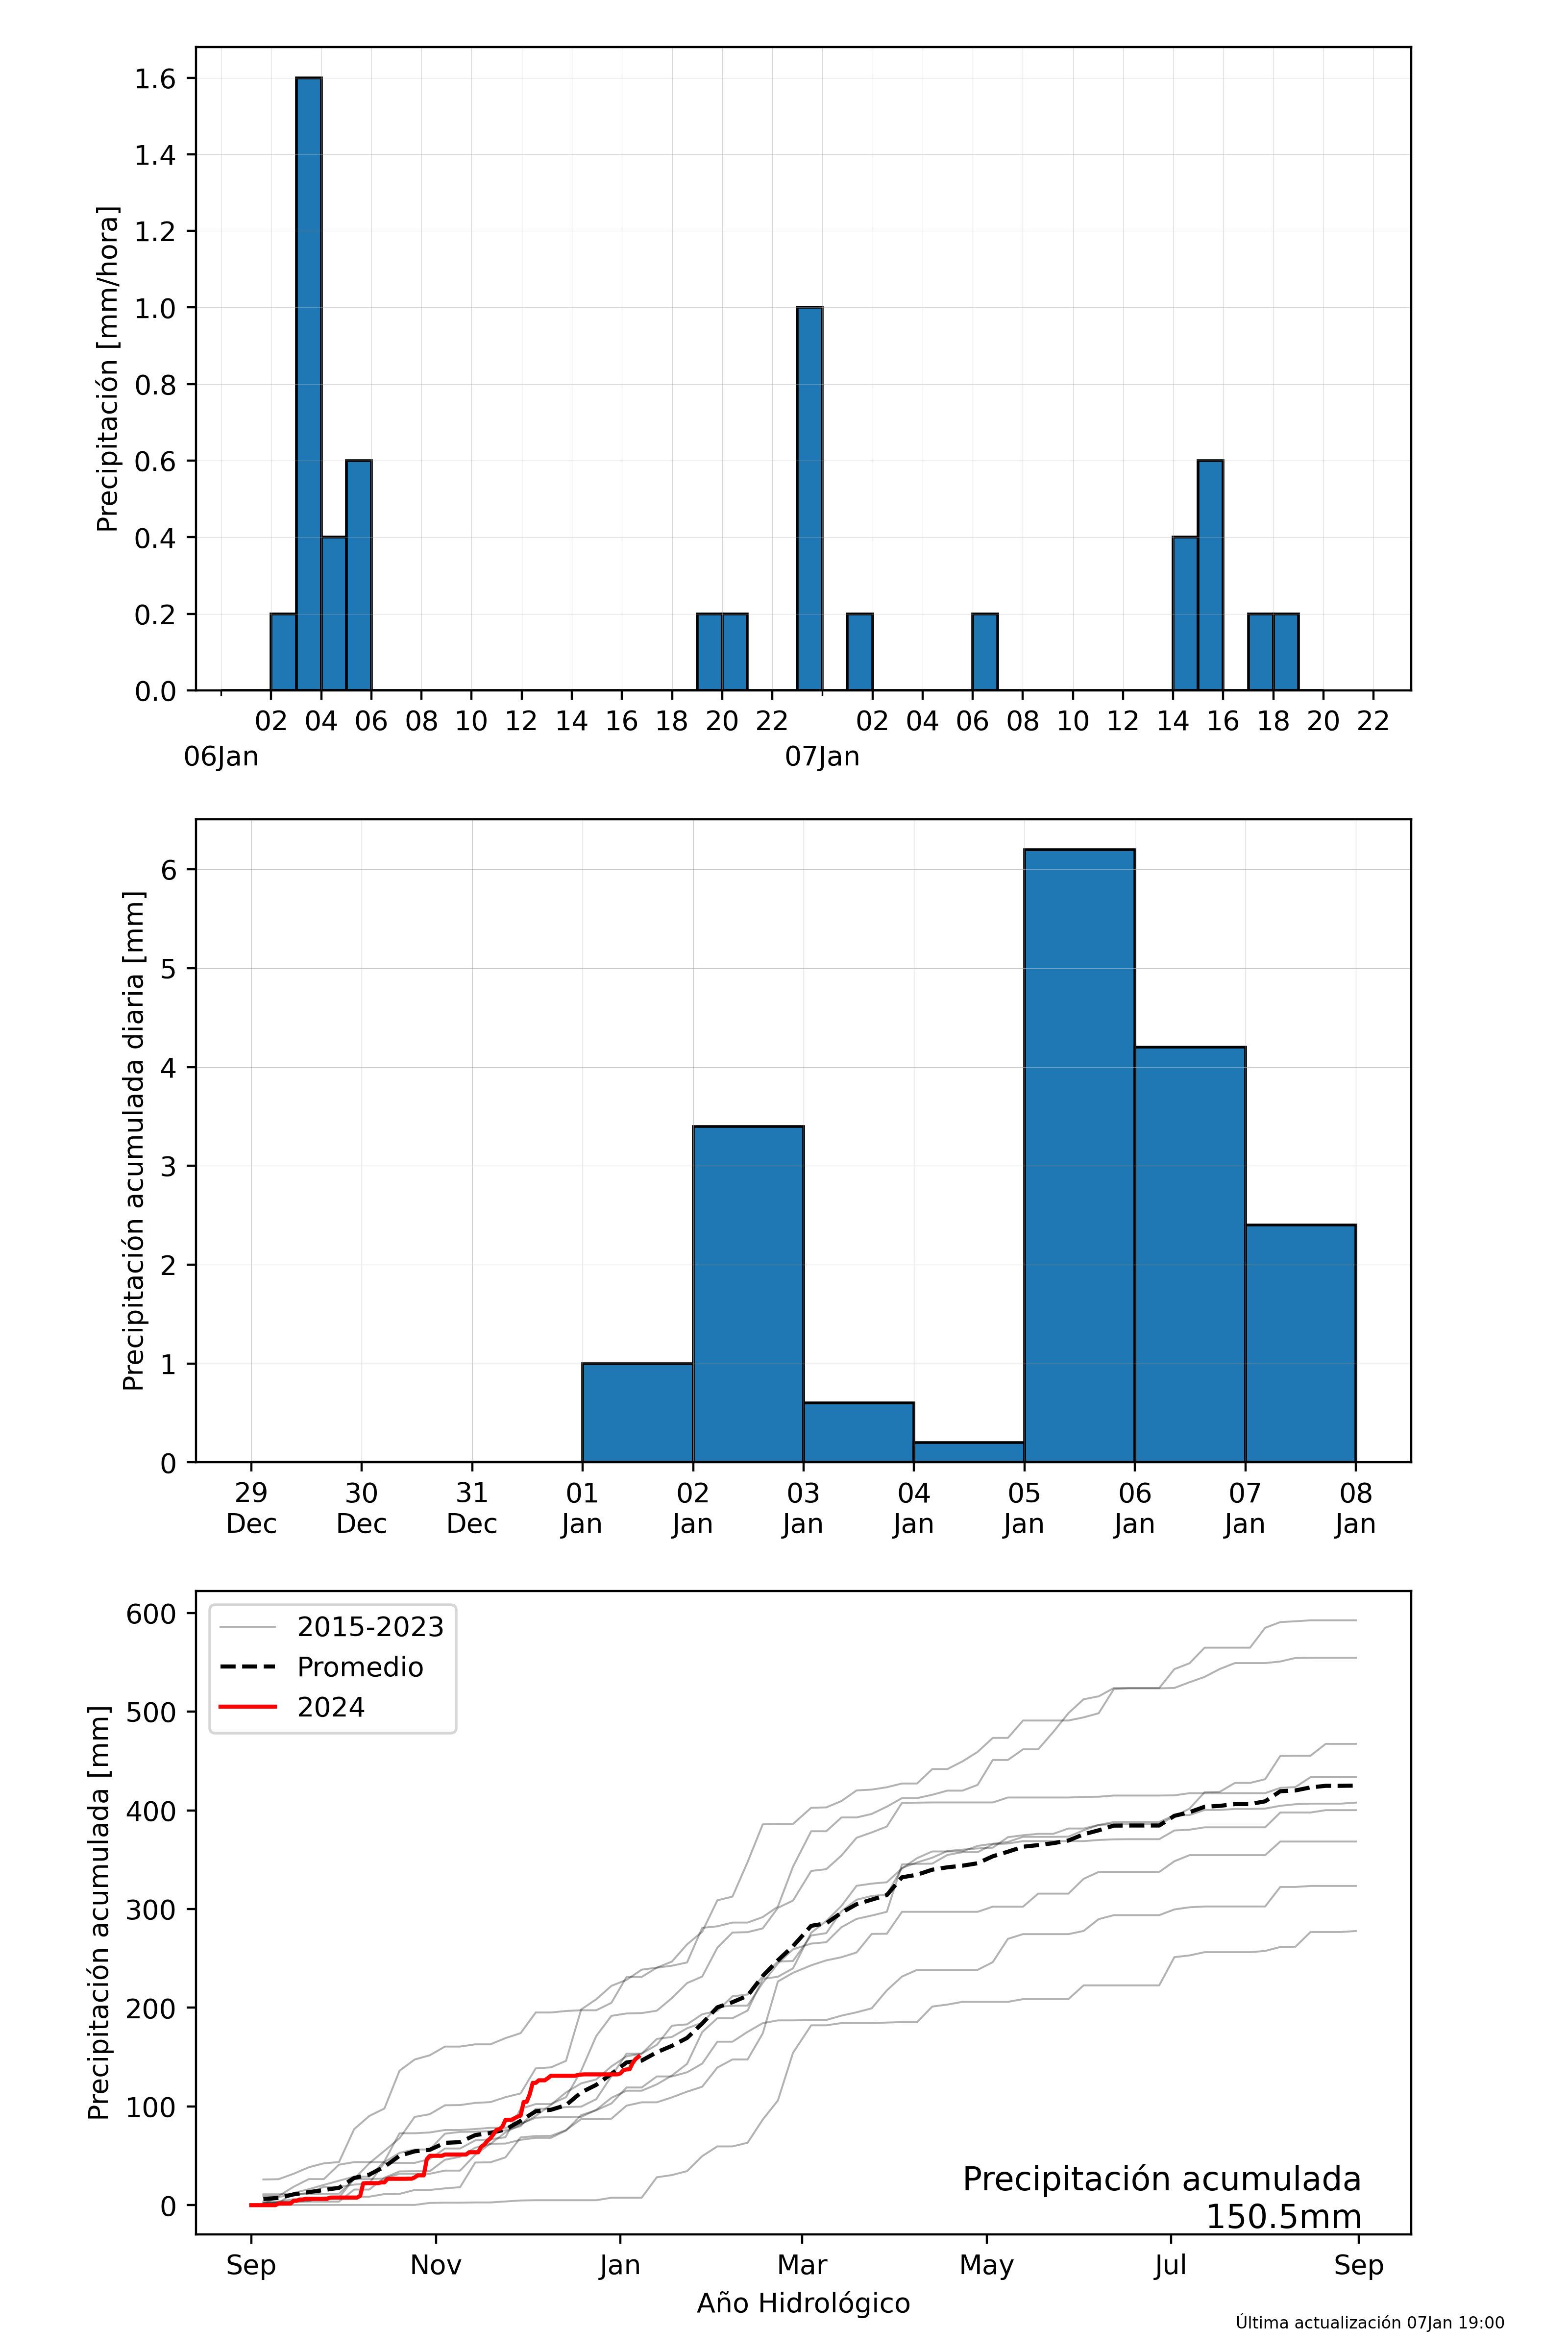 Precipitación [mm/hora]
1.6
1.4
1.2
1.0
0.8
0.6
0.4
0.2
0.0
02 04 06 08 10 12 14 16 18 20 22 02 04 06 08 10 12 14 16 18 20 22
06Jan 07Jan
Precipitación acumulada diaria [mm]
6
5
4
3
2
1
0
29 30 31 01 02 03 04 05 06 07 08
Dec Dec Dec Jan Jan Jan Jan Jan Jan Jan Jan
Precipitación acumulada [mm]
600
500
400
300
200
100
0
2015-2023
Promedio
2024
Precipitación acumulada
150.5mm
Sep Nov Jan Mar May Jul Sep
Año Hidrológico
Última actualización 07Jan 19:00